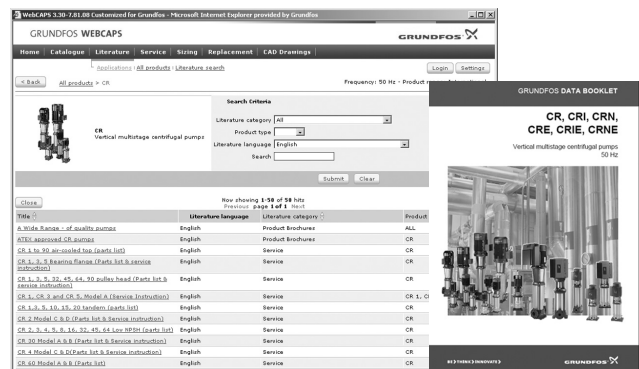 WebCAPS 3.30-7.01.08 Customized for Grundfos - Microsoft Internet Explorer provided by Grundfos
GRUNDFOS WEBCAPS
GRUNDFOS
Home Catalogue Literature Service Sizing Replacement CAD Drawings
Applications All products Literature search
Login Settings
< Back All products > CR
Frequency: 50 Hz - Product
Search Criteria
CR
Vertical multistage centrifugal pumps
Literature category All
Product type
Literature language English
Search
Submit Clear
Close
Now showing 1-50 of 50 hits
Previous page 1 of 1 Next
Title Literature language Literature category Product
A Wide Range - of quality pumps English Product Brochures ALL
ATEX approved CR pumps English Product Brochures CR
CR 1 to 90 air-cooled top (parts list) English Service CR
CR 1, 3, 5 Bearing flange (Parts list & service
instruction) English Service CR
CR 1, 3, 5, 32, 45, 64, 90 pulley head (Parts list &
service instruction) English Service CR
CR 1, CR 3 and CR 5, Model A (Service Instruction) English Service CR 1, C
CR 1,3, 5, 10, 15, 20 tandem (parts list) English Service CR
CR 2 Model C & D (Parts list & Service instruction) English Service CR
CR 2, 3, 4, 5, 8, 16, 32, 45, 64 Low NPSH (parts list) English Service CR
CR 30 Model A & B (Parts list & Service instruction) English Service CR
CR 4 Model C & D(Parts list & Service instruction) English Service CR
CR 60 Model A & B (Parts list) English Service CR
GRUNDFOS DATA BOOKLET
CR, CRI, CRN,
CRE, CRIE, CRNE
Vertical multistage centrifugal pumps
50 Hz
BE > THINK > INNOVATE >
GRUNDFOS